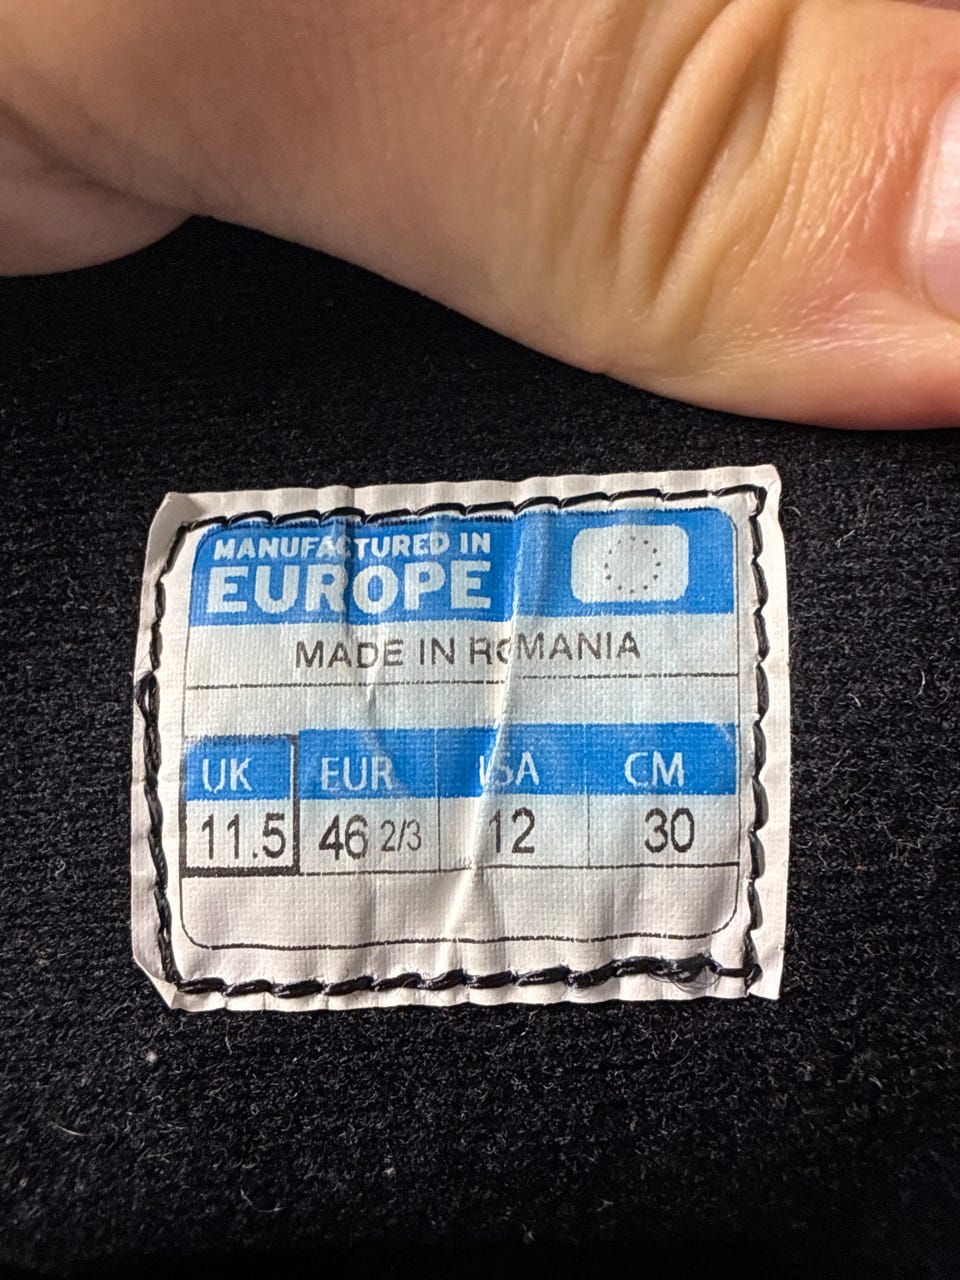 MANUFACTURED IN
EUROPE
MADE IN ROMANIA
UK EUR USA CM
11.5 46 2/3 12 30